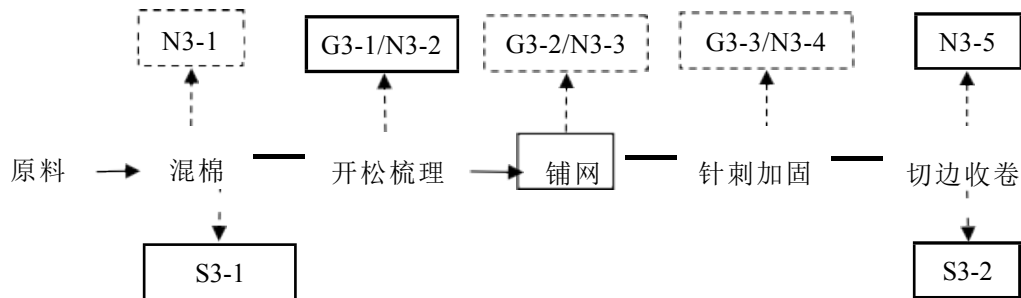 N3-1 G3-1/N3-2 G3-2/N3-3 G3-3/N3-4 N3-5
原料 混棉 开松梳理 铺网 针刺加固 切边收卷
S3-1 S3-2